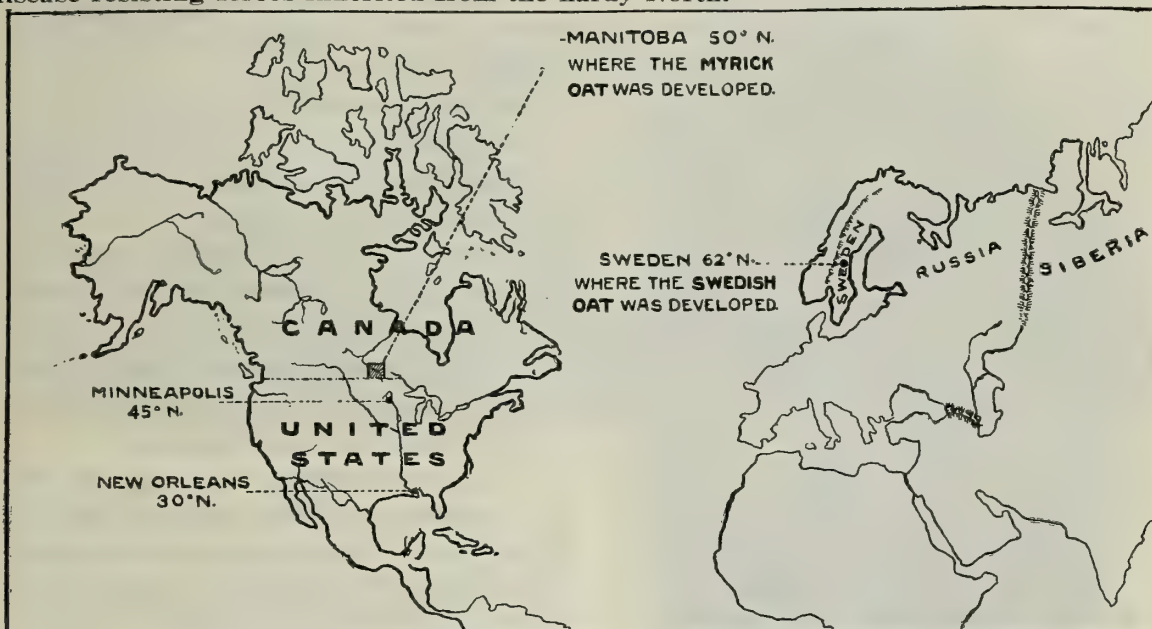 disease resisting forces inherited from the hardy North.
-MANITOBA 50° N.
WHERE THE MYRICK
OAT WAS DEVELOPED.
SWEDEN 62° N.
WHERE THE SWEDISH
OAT WAS DEVELOPED.
SWEDEN
RUSSIA
SIBERIA
CANADA
MINNEAPOLIS
45° N.
UNITED
STATES
NEW ORLEANS
30° N.